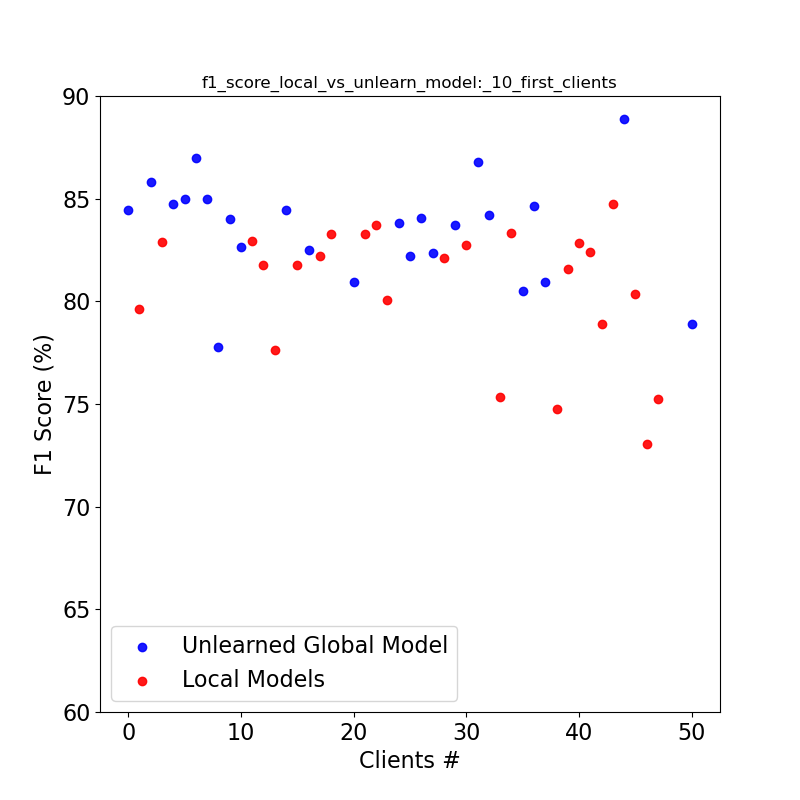 f1_score_local_vs_unlearn_model:_10_first_clients
90
85
80
75
70
65
60
F1 Score (%)
Unlearned Global Model
Local Models
0 10 20 30 40 50
Clients #